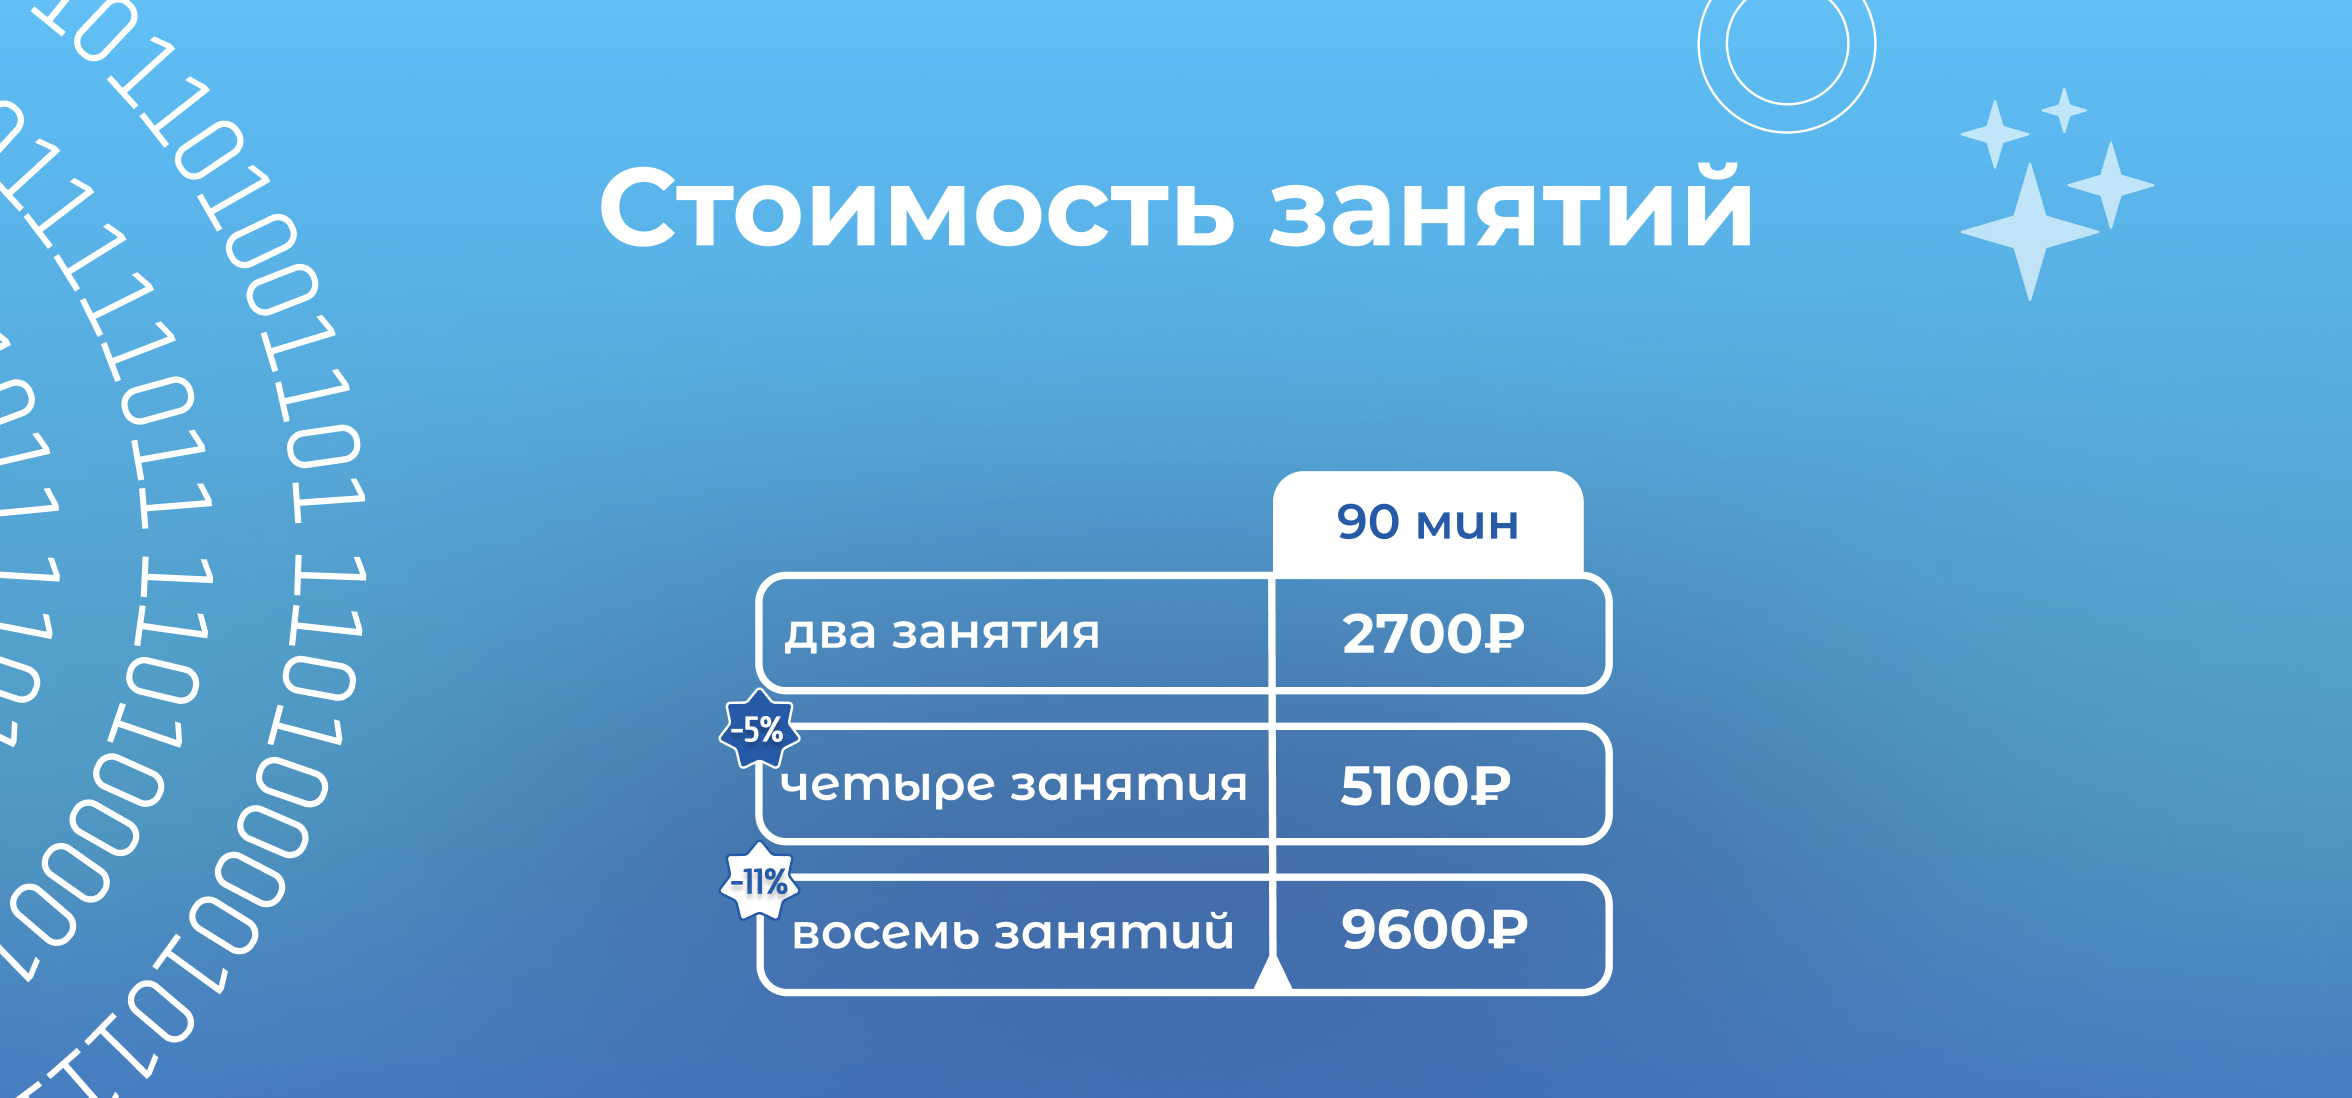 Стоимость занятий
90 мин
два занятия 2700₽
-5%
четыре занятия 5100₽
-11%
восемь занятий 9600₽